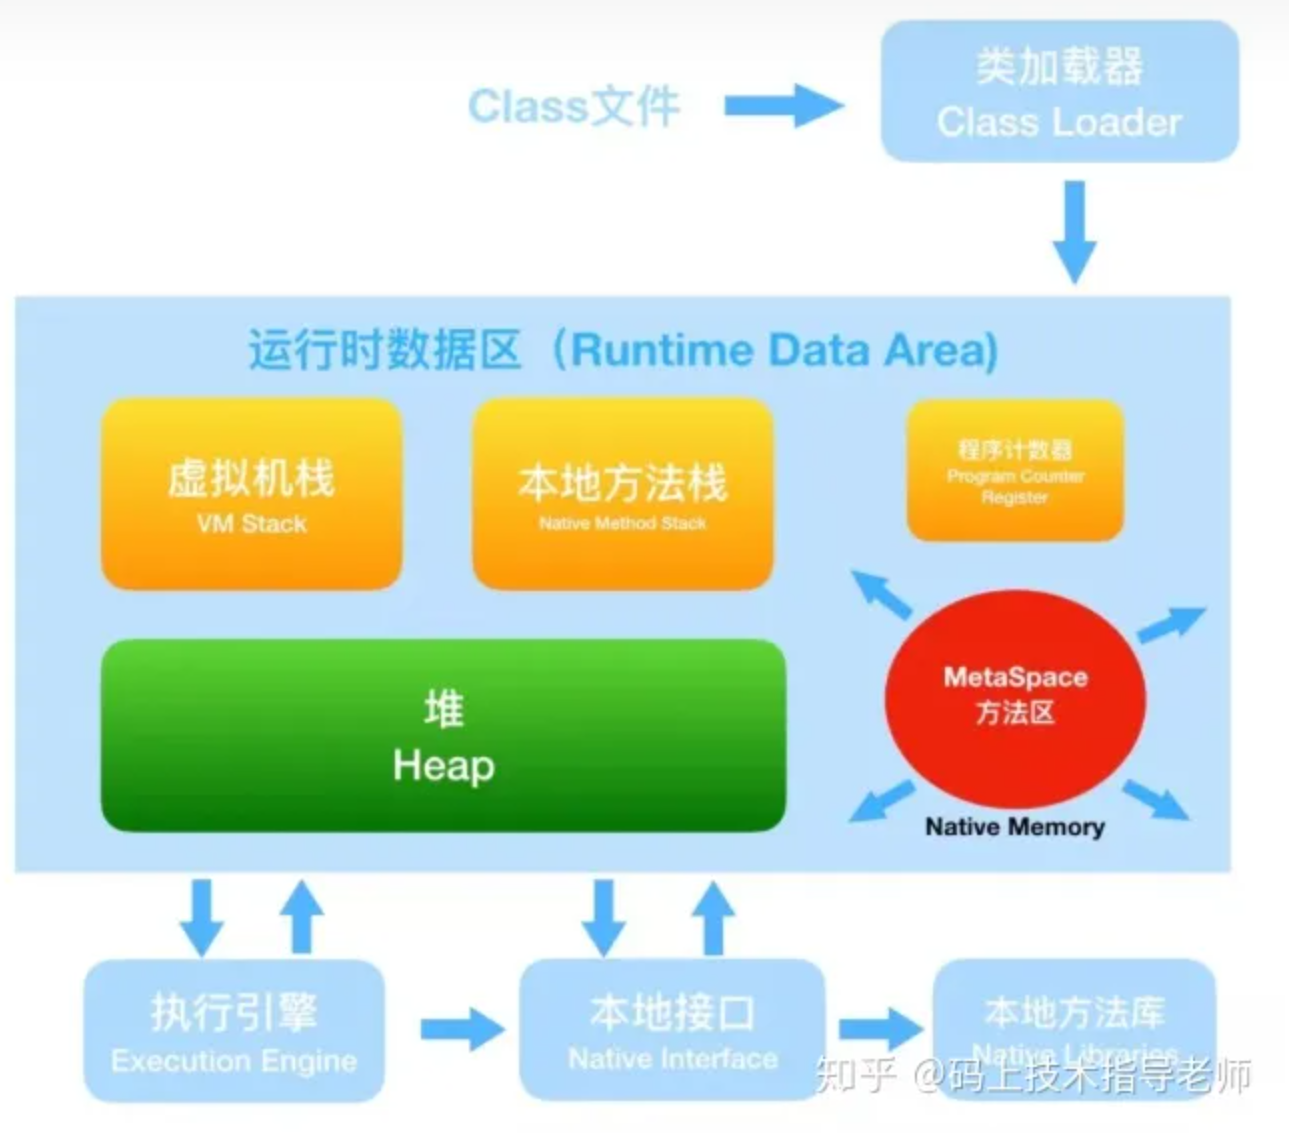 Class文件
类加载器
Class Loader
运行时数据区（Runtime Data Area)
虚拟机栈
VM Stack
本地方法栈
Native Method Stack
程序计数器
Program Counter
Register
堆
Heap
MetaSpace
方法区
Native Memory
执行引擎
Execution Engine
本地接口
Native Interface
本地方法库
Native Libraries
知乎 @码上技术指导老师